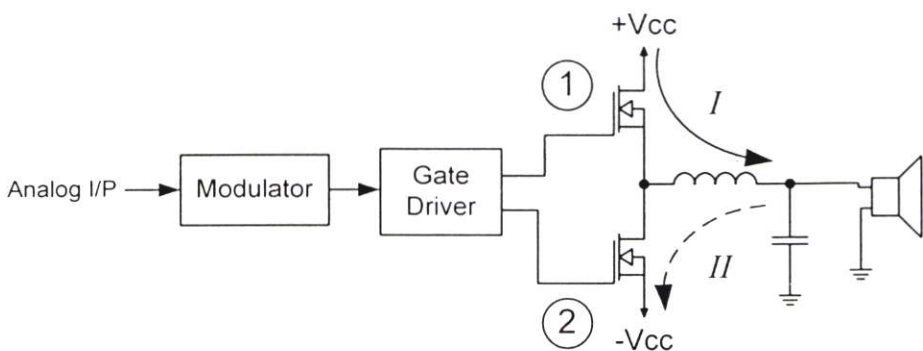 +Vcc
1
I
Analog I/P
Modulator
Gate
Driver
II
2
-Vcc